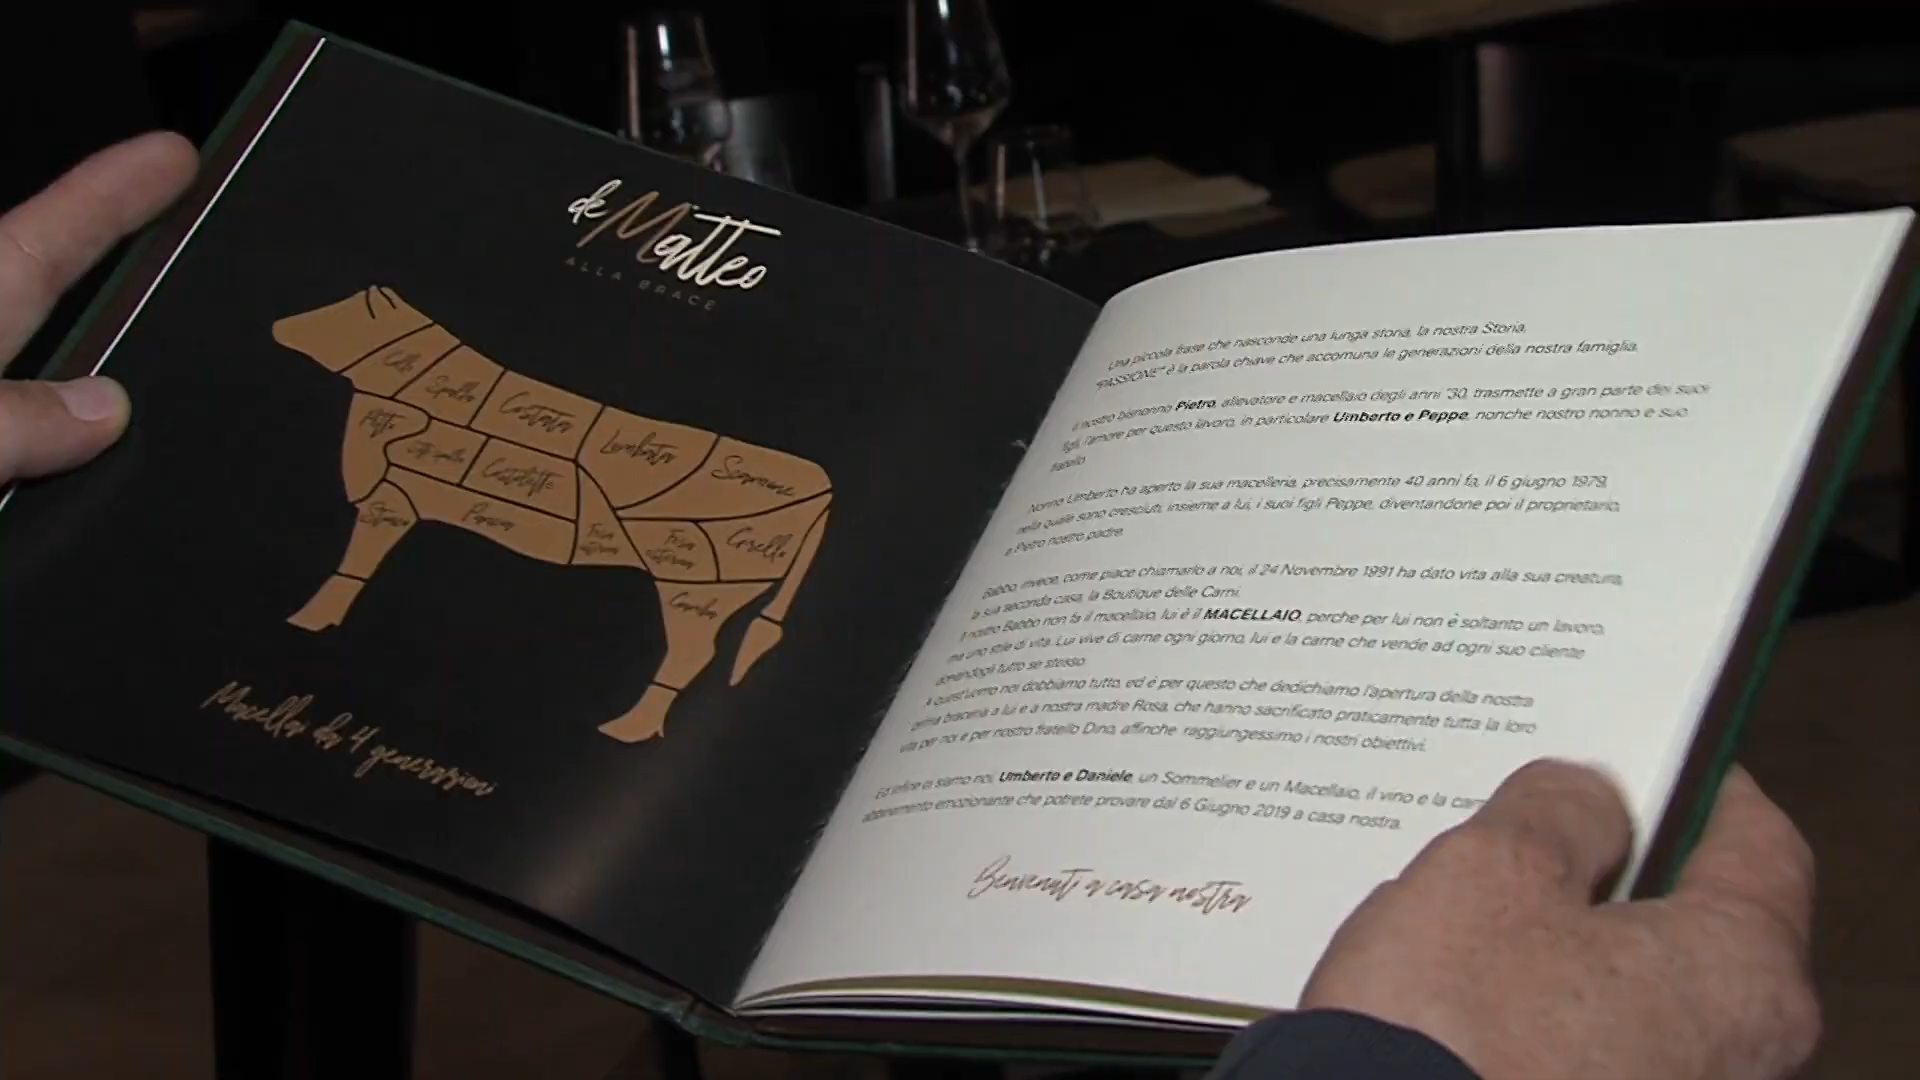 de Matteo
ALLA BRACE
Collo
Spalla
Costata
Lombata
Scamone
Petto
Sotto spalla
Costolette
Stinco
Pancia
Fesa
interna
Fesa
esterna
Girello
Gamba
Macellai da 4 generazioni
Una piccola frase che nasconde una lunga storia, la nostra Storia.
"PASSIONE" è la parola chiave che accomuna le generazioni della nostra famiglia.
Il nostro bisnonno Pietro, allevatore e macellaio degli anni '30, trasmette a gran parte dei suoi
figli, l'amore per questo lavoro, in particolare Umberto e Peppe, nonche nostro nonno e suo
fratello.
Nonno Umberto ha aperto la sua macelleria, precisamente 40 anni fa, il 6 giugno 1979,
nella quale sono cresciuti, insieme a lui, i suoi figli Peppe, diventandone poi il proprietario,
e Pietro nostro padre.
Babbo, invece, come piace chiamarlo a noi, il 24 Novembre 1991 ha dato vita alla sua creatura,
la sua seconda casa, la Boutique delle Carni.
Il nostro Babbo non fa il macellaio, lui è il MACELLAIO, perche per lui non è soltanto un lavoro,
ma uno stile di vita. Lui vive di carne ogni giorno, lui e la carne che vende ad ogni suo cliente
donandogli tutto se stesso.
A quest'uomo noi dobbiamo tutto, ed è per questo che dedichiamo l'apertura della nostra
prima braceria a lui e a nostra madre Rosa, che hanno sacrificato praticamente tutta la loro
vita per noi e per nostro fratello Dino, affinche raggiungessimo i nostri obiettivi.
Ed infine ci siamo noi, Umberto e Daniele, un Sommelier e un Macellaio, il vino e la
abbinamento emozionante che potrete provare dal 6 Giugno 2019 a casa nostra.
Benvenuti a casa nostra